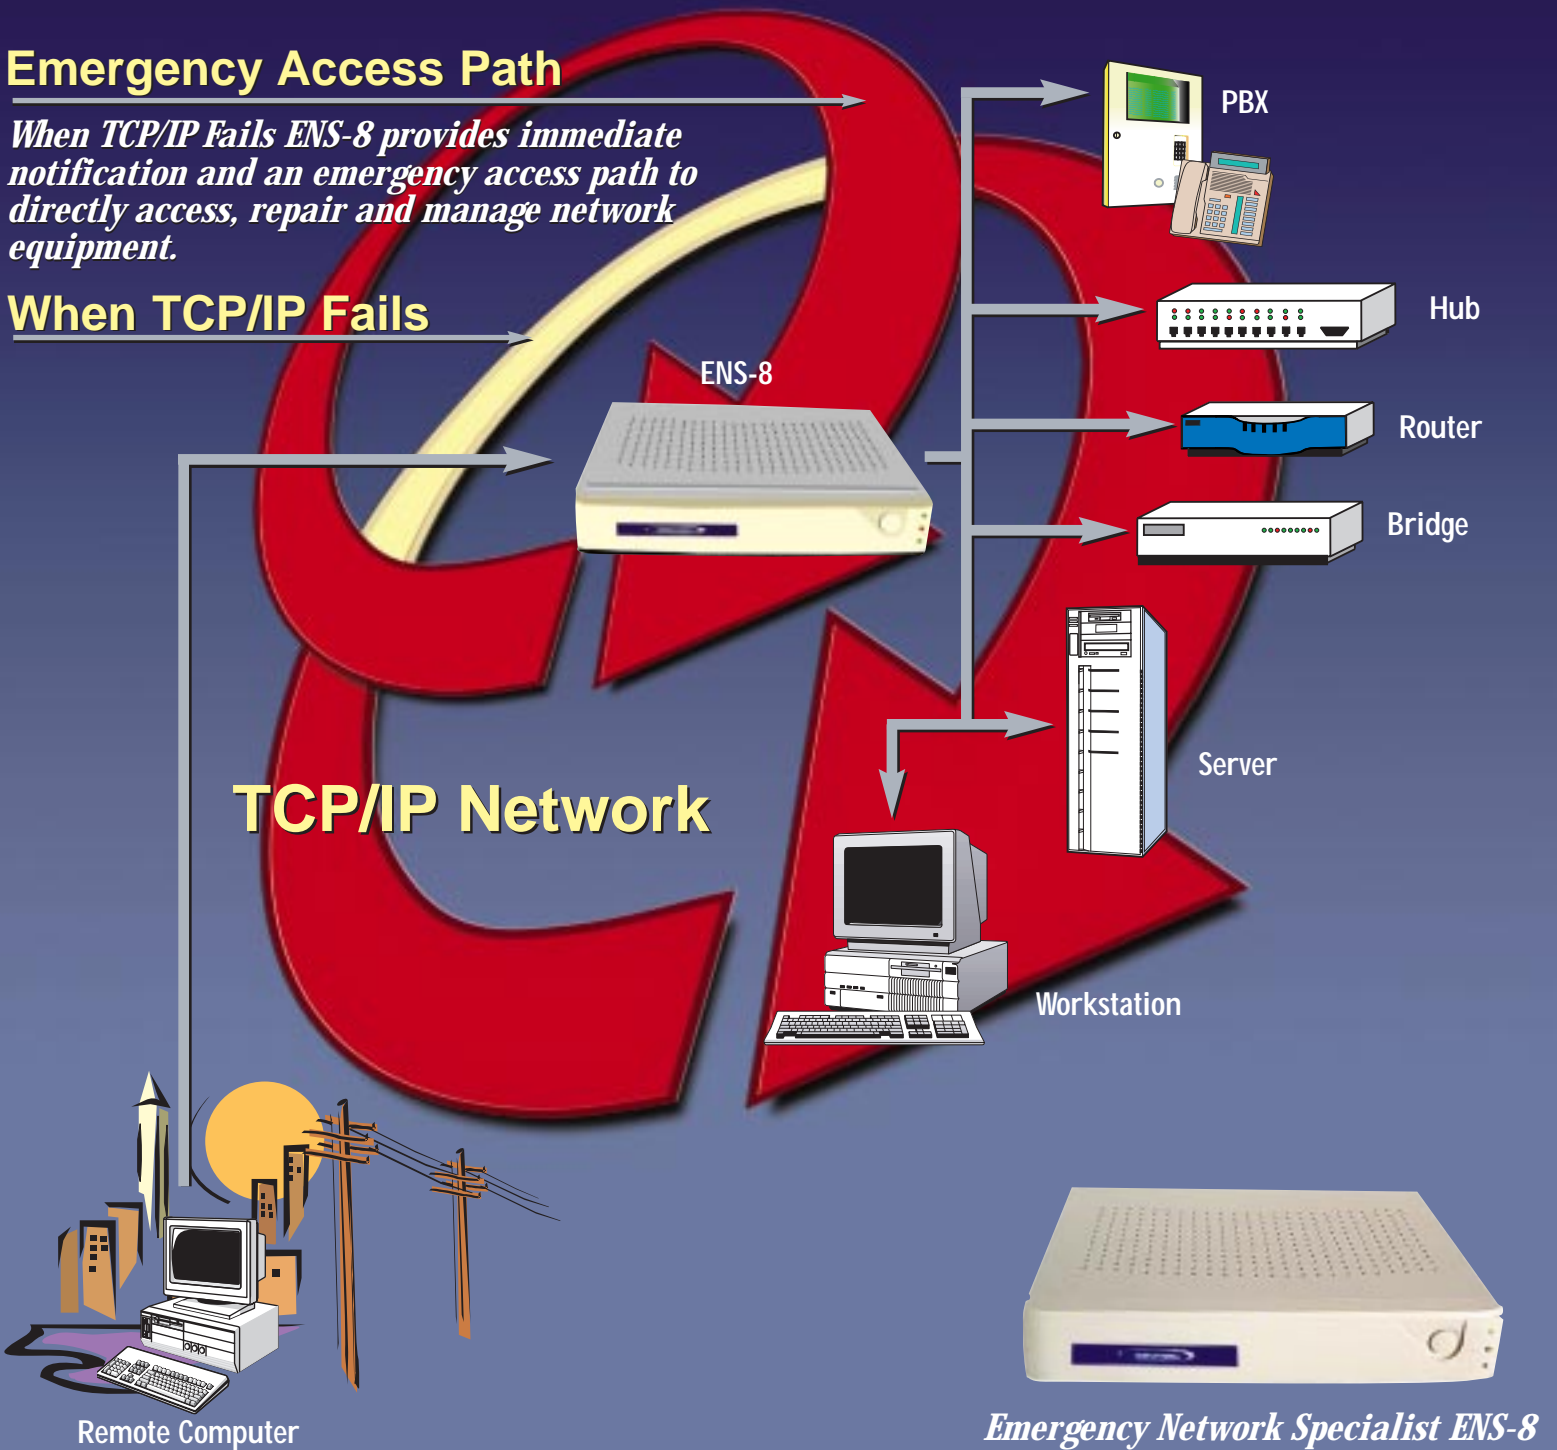 Emergency Access Path
When TCP/IP Fails ENS-8 provides immediate
notification and an emergency access path to
directly access, repair and manage network
equipment.
When TCP/IP Fails
ENS-8
PBX
Hub
Router
Bridge
Server
TCP/IP Network
Workstation
Remote Computer
Emergency Network Specialist ENS-8